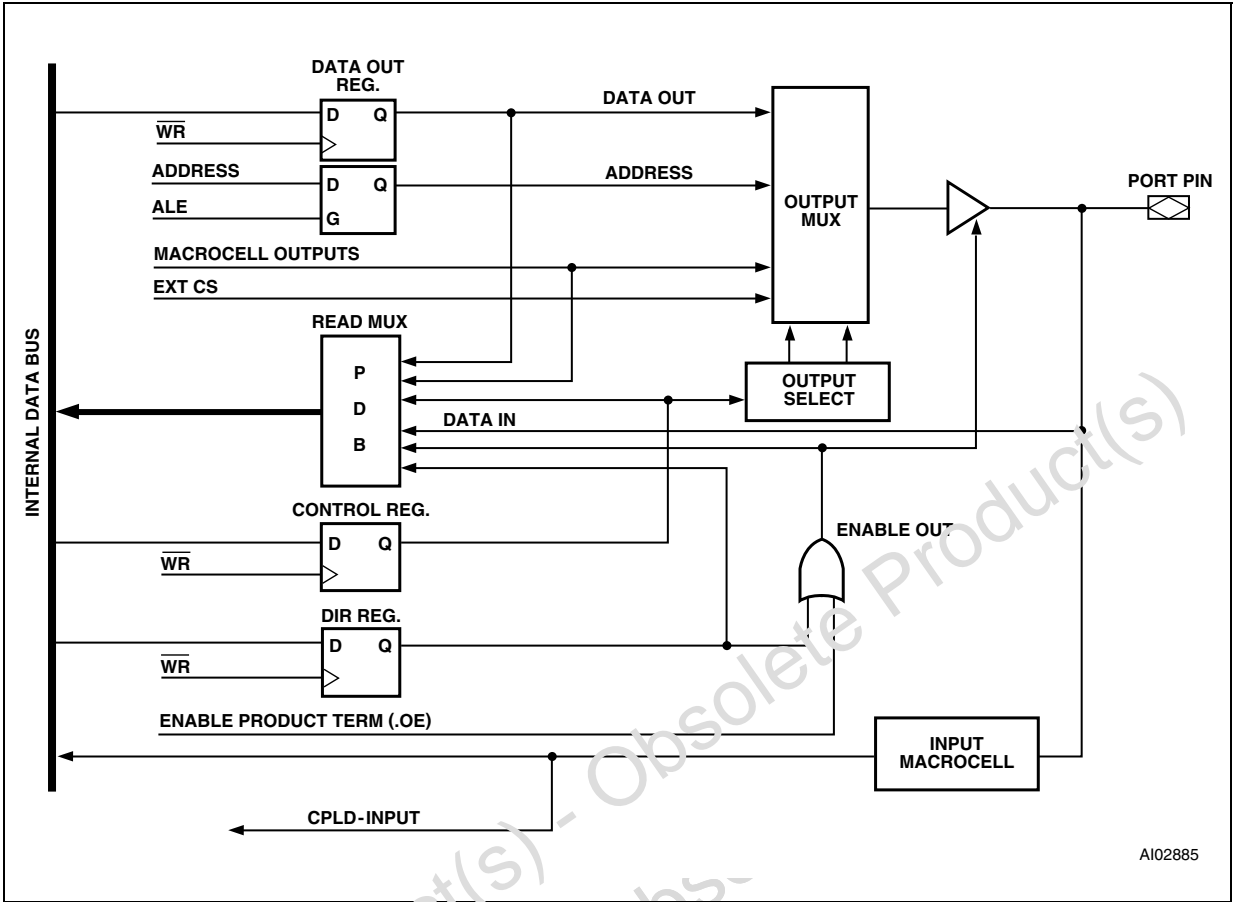 DATA OUT
REG.
D Q
WR
DATA OUT
ADDRESS
D Q
ADDRESS
ALE
G
OUTPUT
MUX
PORT PIN
MACROCELL OUTPUTS
EXT CS
READ MUX
P
D
B
OUTPUT
SELECT
DATA IN
INTERNAL DATA BUS
CONTROL REG.
D Q
WR
ENABLE OUT
DIR REG.
D Q
WR
ENABLE PRODUCT TERM (.OE)
INPUT
MACROCELL
CPLD-INPUT
AI02885
Obsolete Product(s)